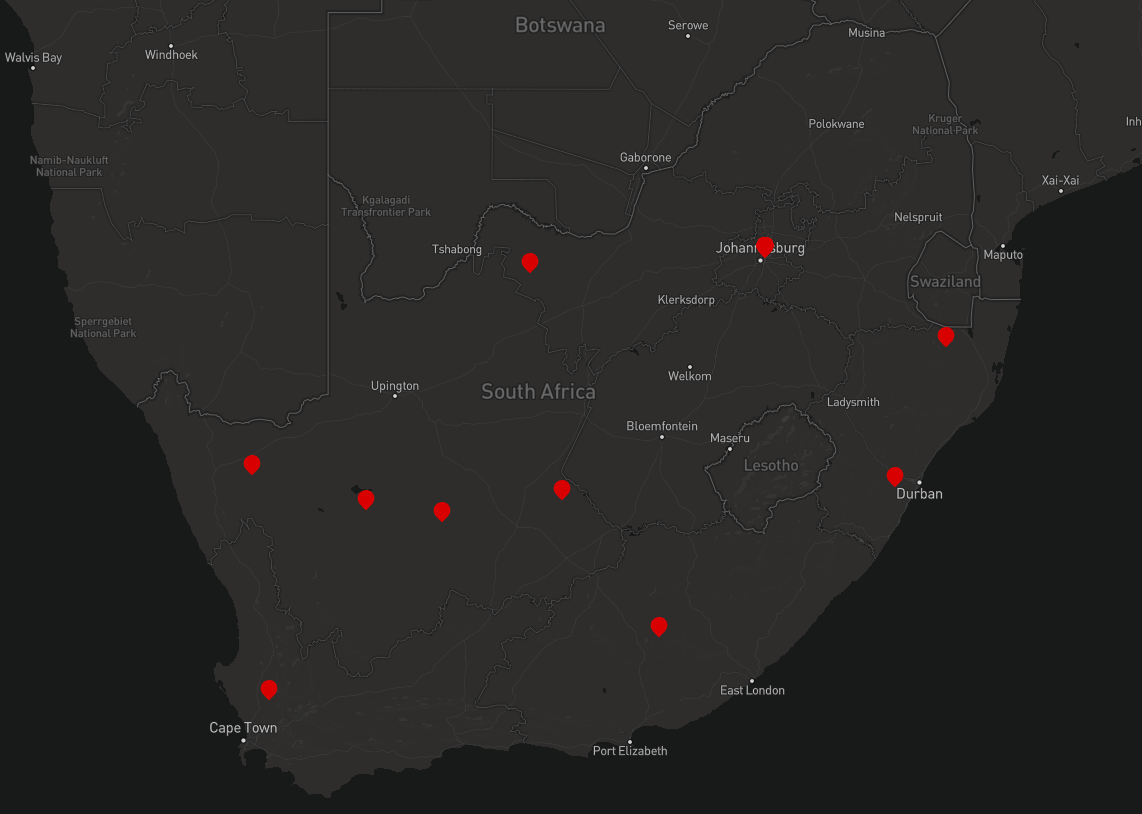 Botswana
Serowe
Musina
Walvis Bay
Windhoek
Polokwane
Kruger
National Park
Inh
Namib-Naukluft
National Park
Gaborone
Xai-Xai
Kgalagadi
Transfrontier Park
Nelspruit
Tshabong
Johann sburg
Maputo
Swaziland
Klerksdorp
Sperrgebiet
National Park
Welkom
Upington
South Africa
Ladysmith
Bloemfontein
Maseru
Lesotho
Durban
East London
Cape Town
Port Elizabeth